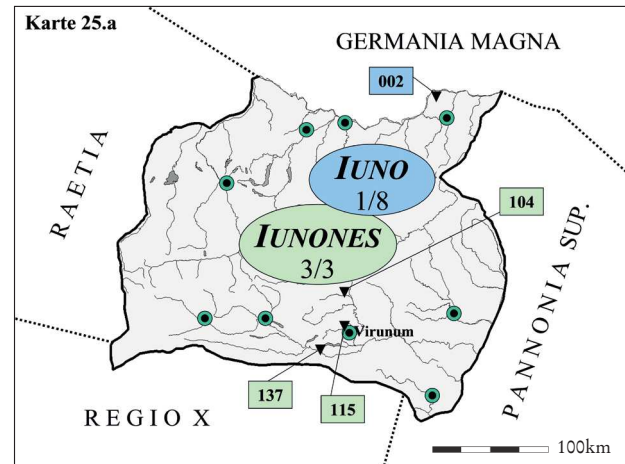 Karte 25.a
GERMANIA MAGNA
002
RAETIA
IUNO
1/8
104
IUNONES
3/3
PANNONIA SUP.
Virunum
137
115
REGIO X
100km